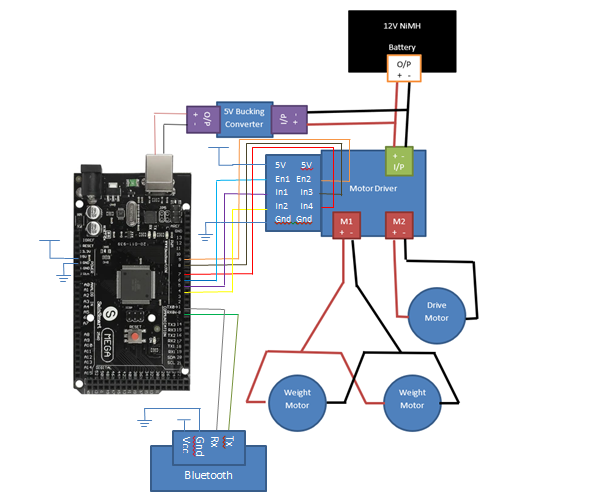 12V NiMH
Battery
O/P
+ -
5V Bucking
Converter
+ -
O/P
I/P
- +
+ -
I/P
Motor Driver
5V 5V
En1 En2
In1 In3
In2 In4
Gnd Gnd
M1 M2
+ - + -
Drive
Motor
Weight
Motor
Weight
Motor
S
MEGA
RESET
Vcc
Gnd
Rx
Tx
Bluetooth